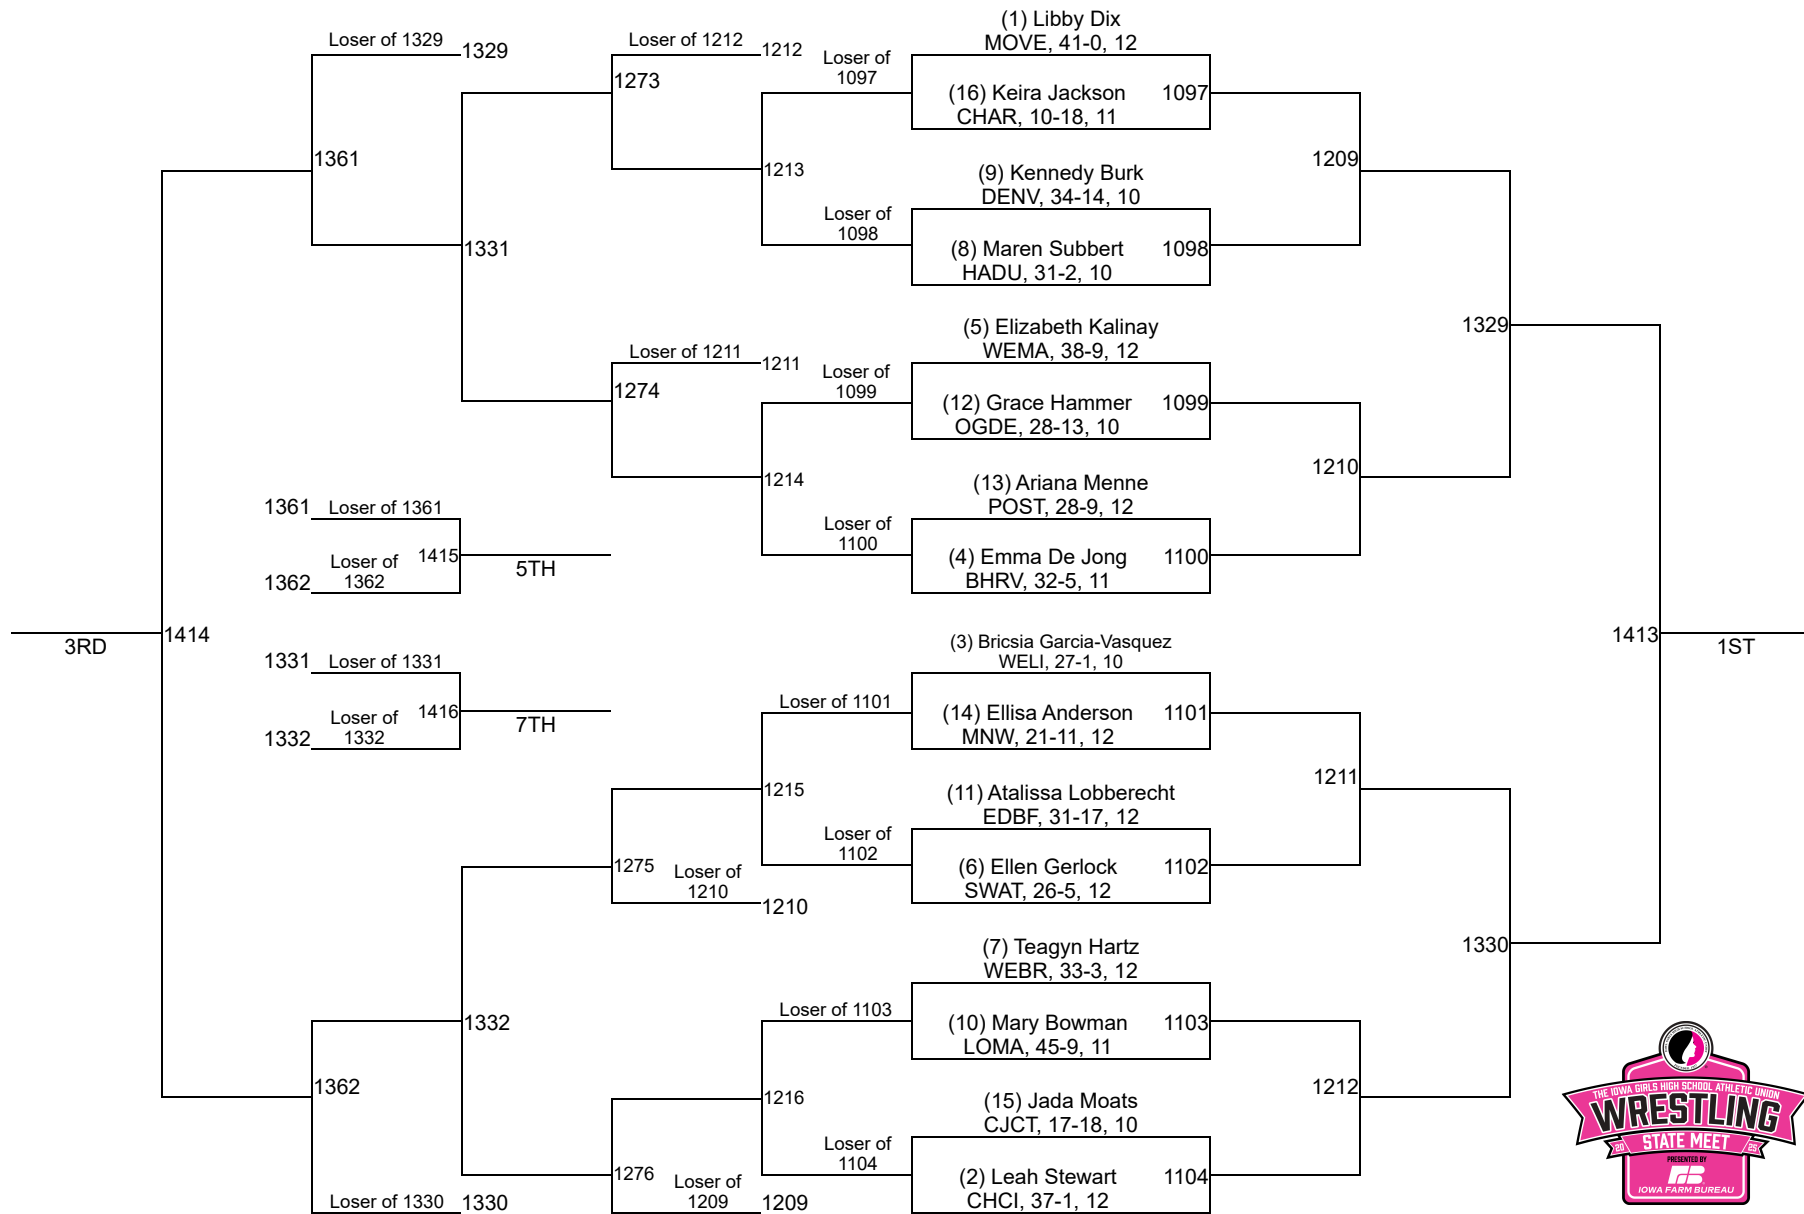 Loser of 1329
1329
1361
1331
Loser of 1212
1212
1273
1213
Loser of 1211
1211
1274
1214
Loser of
1097
Loser of
1098
Loser of
1099
Loser of
1100
(1) Libby Dix
MOVE, 41-0, 12
(16) Keira Jackson
CHAR, 10-18, 11
1097
(9) Kennedy Burk
DENV, 34-14, 10
(8) Maren Subbert
HADU, 31-2, 10
1098
(5) Elizabeth Kalinay
WEMA, 38-9, 12
(12) Grace Hammer
OGDE, 28-13, 10
1099
(13) Ariana Menne
POST, 28-9, 12
(4) Emma De Jong
BHRV, 32-5, 11
1100
1209
1210
1329
1361
Loser of 1361
1362
Loser of
1362
1415
5TH
3RD
1414
1331
Loser of 1331
1332
Loser of
1332
1416
7TH
1413
1ST
Loser of 1101
Loser of
1102
1215
1275
Loser of
1210
1210
Loser of 1103
Loser of
1104
1216
1276
Loser of
1209
1209
1332
1362
Loser of 1330
1330
(3) Bricsia Garcia-Vasquez
WELI, 27-1, 10
(14) Ellisa Anderson
MNW, 21-11, 12
1101
(11) Atalissa Lobberecht
EDBF, 31-17, 12
(6) Ellen Gerlock
SWAT, 26-5, 12
1102
(7) Teagyn Hartz
WEBR, 33-3, 12
(10) Mary Bowman
LOMA, 45-9, 11
1103
(15) Jada Moats
CJCT, 17-18, 10
(2) Leah Stewart
CHCI, 37-1, 12
1104
1211
1212
1330
THE IOWA GIRLS HIGH SCHOOL ATHLETIC UNION
WRESTLING
20 STATE MEET 25
PRESENTED BY
FB
IOWA FARM BUREAU